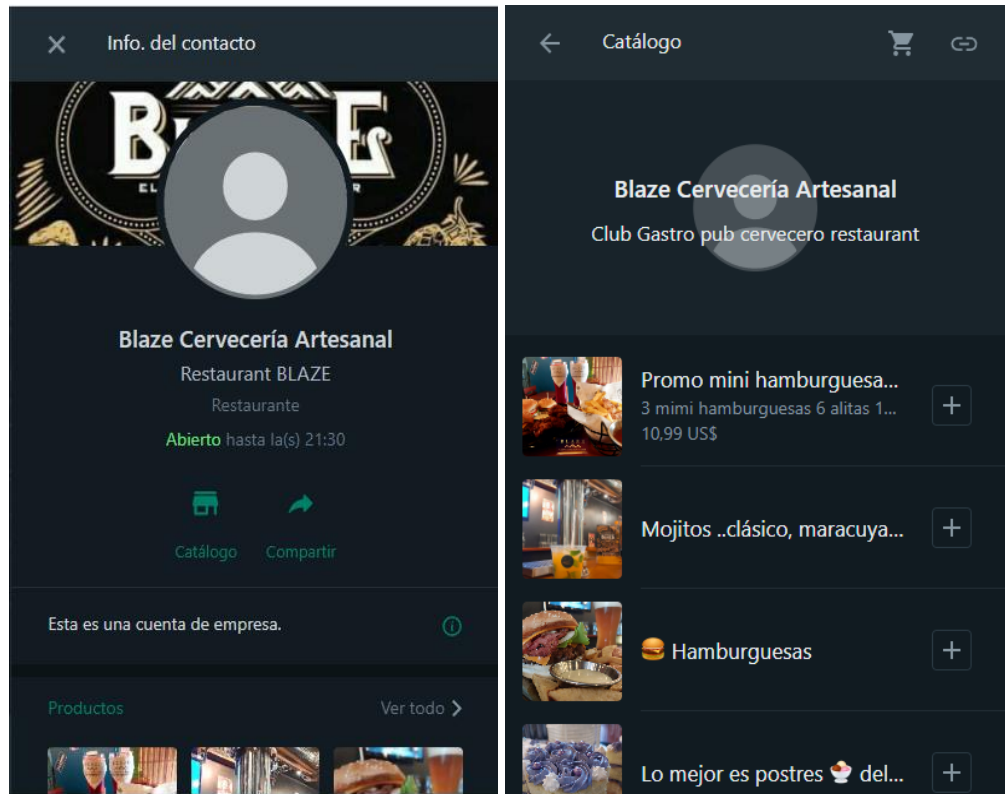 Info. del contacto
Blaze Cervecería Artesanal
Restaurant BLAZE
Restaurante
Abierto hasta la(s) 21:30
Catálogo
Compartir
Esta es una cuenta de empresa.
Productos
Ver todo
Catálogo
Blaze Cervecería Artesanal
Club Gastro pub cervecero restaurant
Promo mini hamburguesa...
3 mimi hamburguesas 6 alitas 1...
10,99 US$
Mojitos ..clásico, maracuya...
🍔 Hamburguesas
Lo mejor es postres 🍨 del...